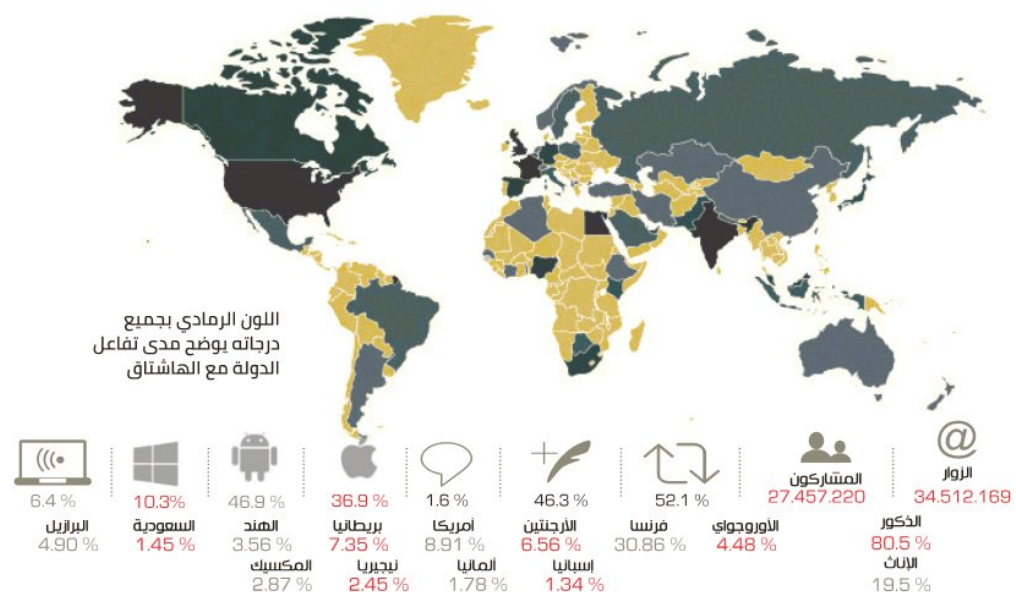 اللون الرمادي بجميع
درجاته يوضح مدى تفاعل
الدولة مع الهاشتاق
@
الزوار
34.512.169
المشاركون
27.457.220
52.1 %
46.3 %
1.6 %
36.9 %
46.9 %
10.3%
6.4 %
الذكور
80.5 %
الأوروجواي
4.48 %
فرنسا
30.86 %
الأرجنتين
6.56 %
أمريكا
8.91 %
بريطانيا
7.35 %
الهند
3.56 %
السعودية
1.45 %
البرازيل
4.90 %
الإناث
19.5 %
إسبانيا
1.34 %
ألمانيا
1.78 %
نيجيريا
2.45 %
المكسيك
2.87 %